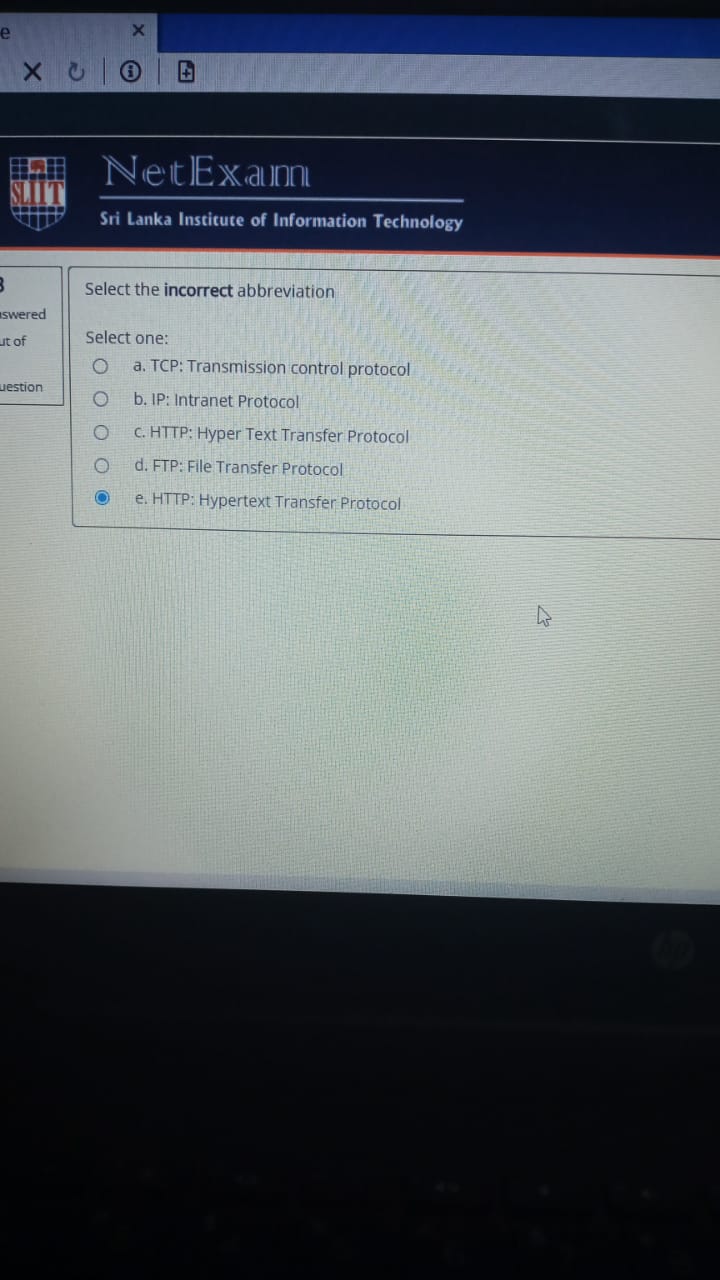 e
SLIIT
NetExam
Sri Lanka Institute of Information Technology
3
swered
ut of
uestion
Select the incorrect abbreviation
Select one:
a. TCP: Transmission control protocol
b. IP: Intranet Protocol
c. HTTP: Hyper Text Transfer Protocol
d. FTP: File Transfer Protocol
e. HTTP: Hypertext Transfer Protocol
hp